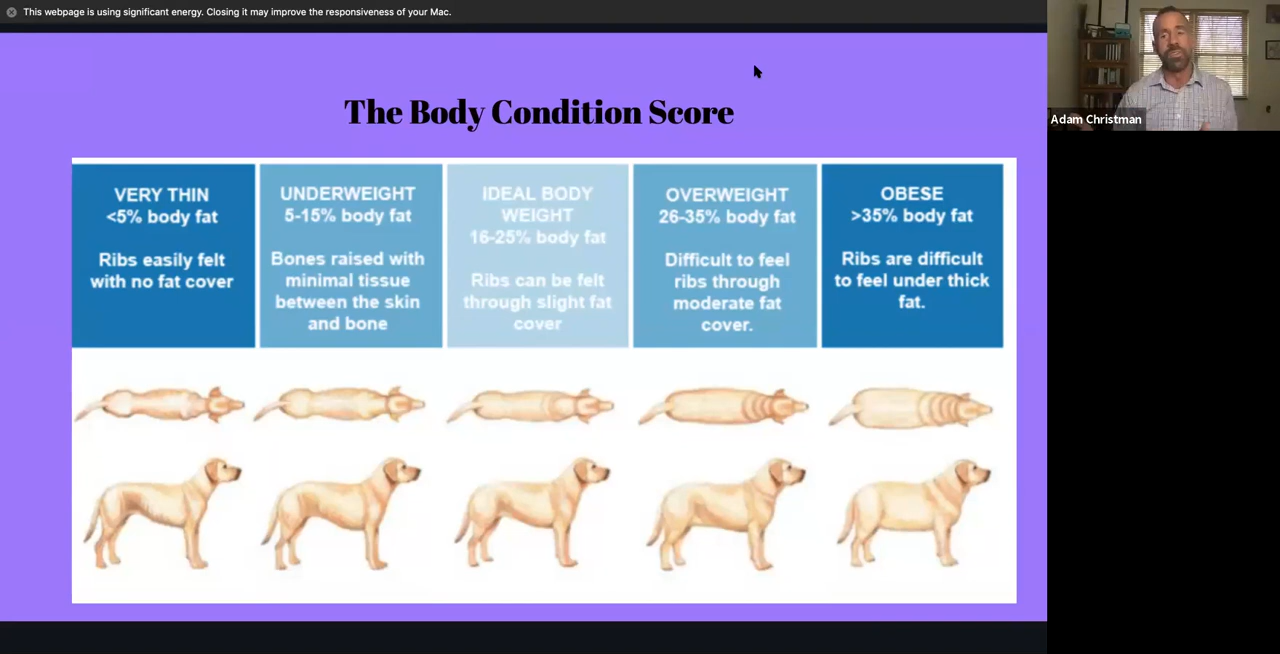 This webpage is using significant energy. Closing it may improve the responsiveness of your Mac.
Adam Christman
The Body Condition Score
VERY THIN
<5% body fat
Ribs easily felt
with no fat cover
UNDERWEIGHT
5-15% body fat
Bones raised with
minimal tissue
between the skin
and bone
IDEAL BODY
WEIGHT
16-25% body fat
Ribs can be felt
through slight fat
cover
OVERWEIGHT
26-35% body fat
Difficult to feel
ribs through
moderate fat
cover.
OBESE
>35% body fat
Ribs are difficult
to feel under thick
fat.